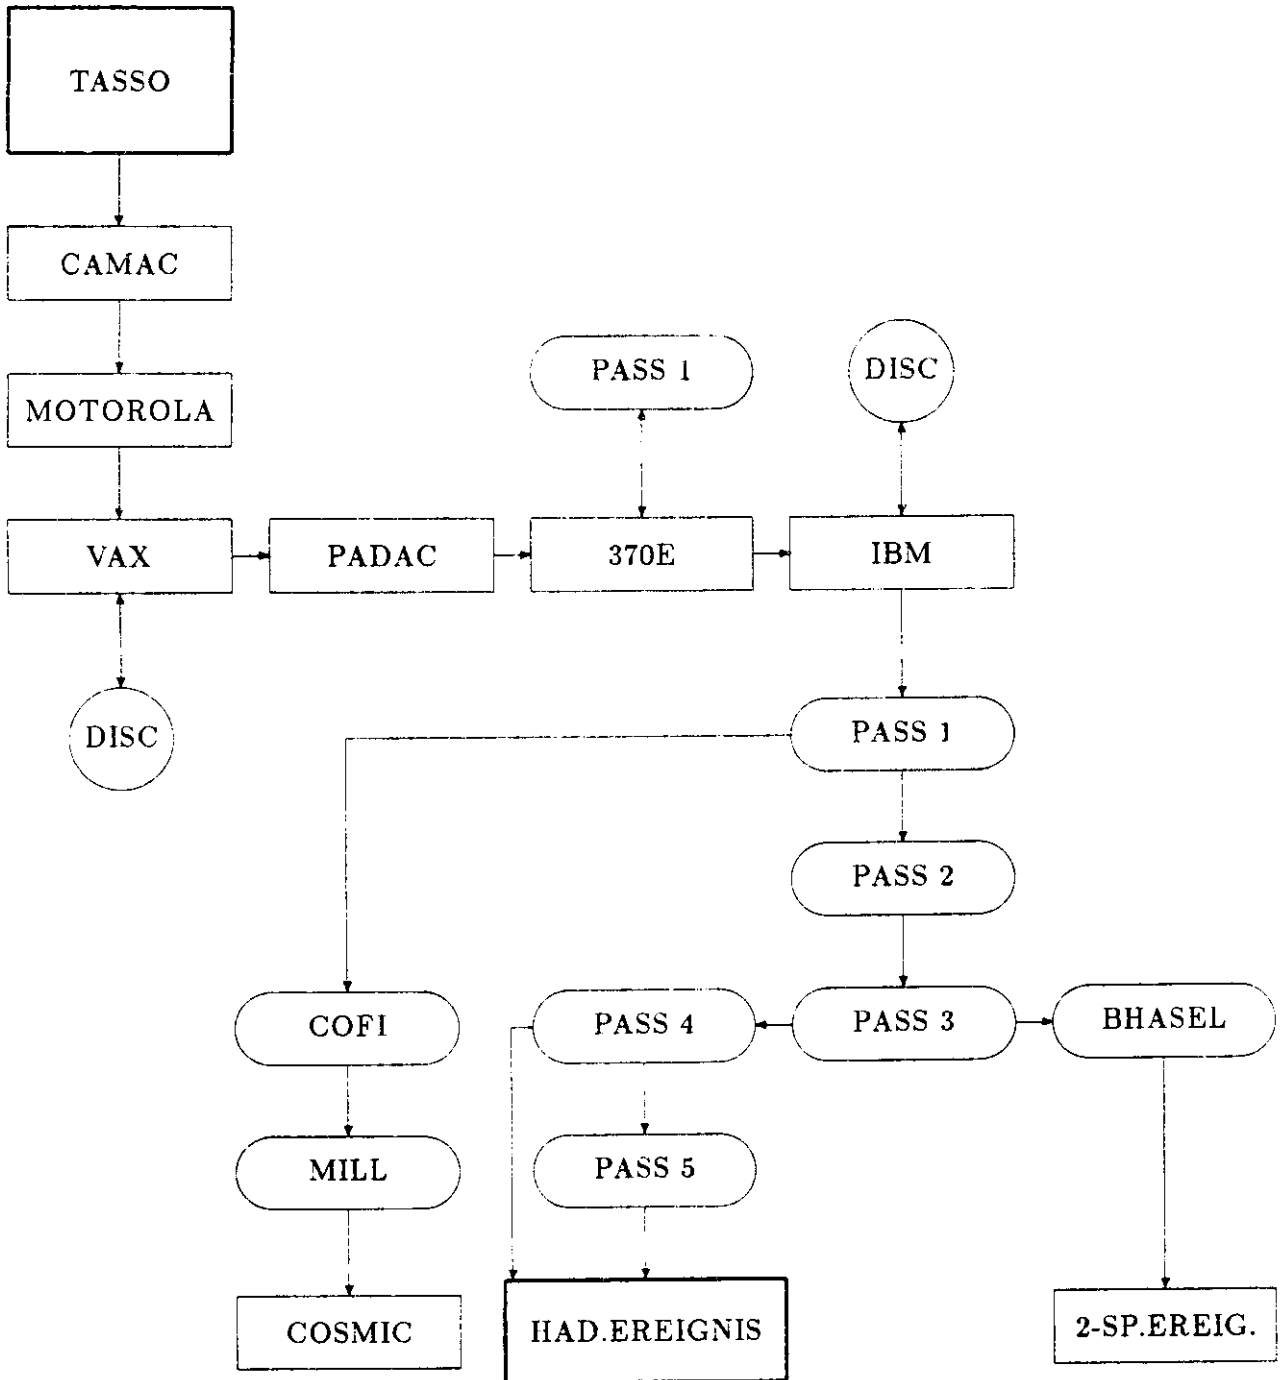 TASSO
CAMAC
PASS 1
DISC
MOTOROLA
VAX
PADAC
370E
IBM
DISC
PASS 1
PASS 2
COFI
PASS 4
PASS 3
BHASEL
MILL
PASS 5
COSMIC
HAD.EREIGNIS
2-SP.EREIG.